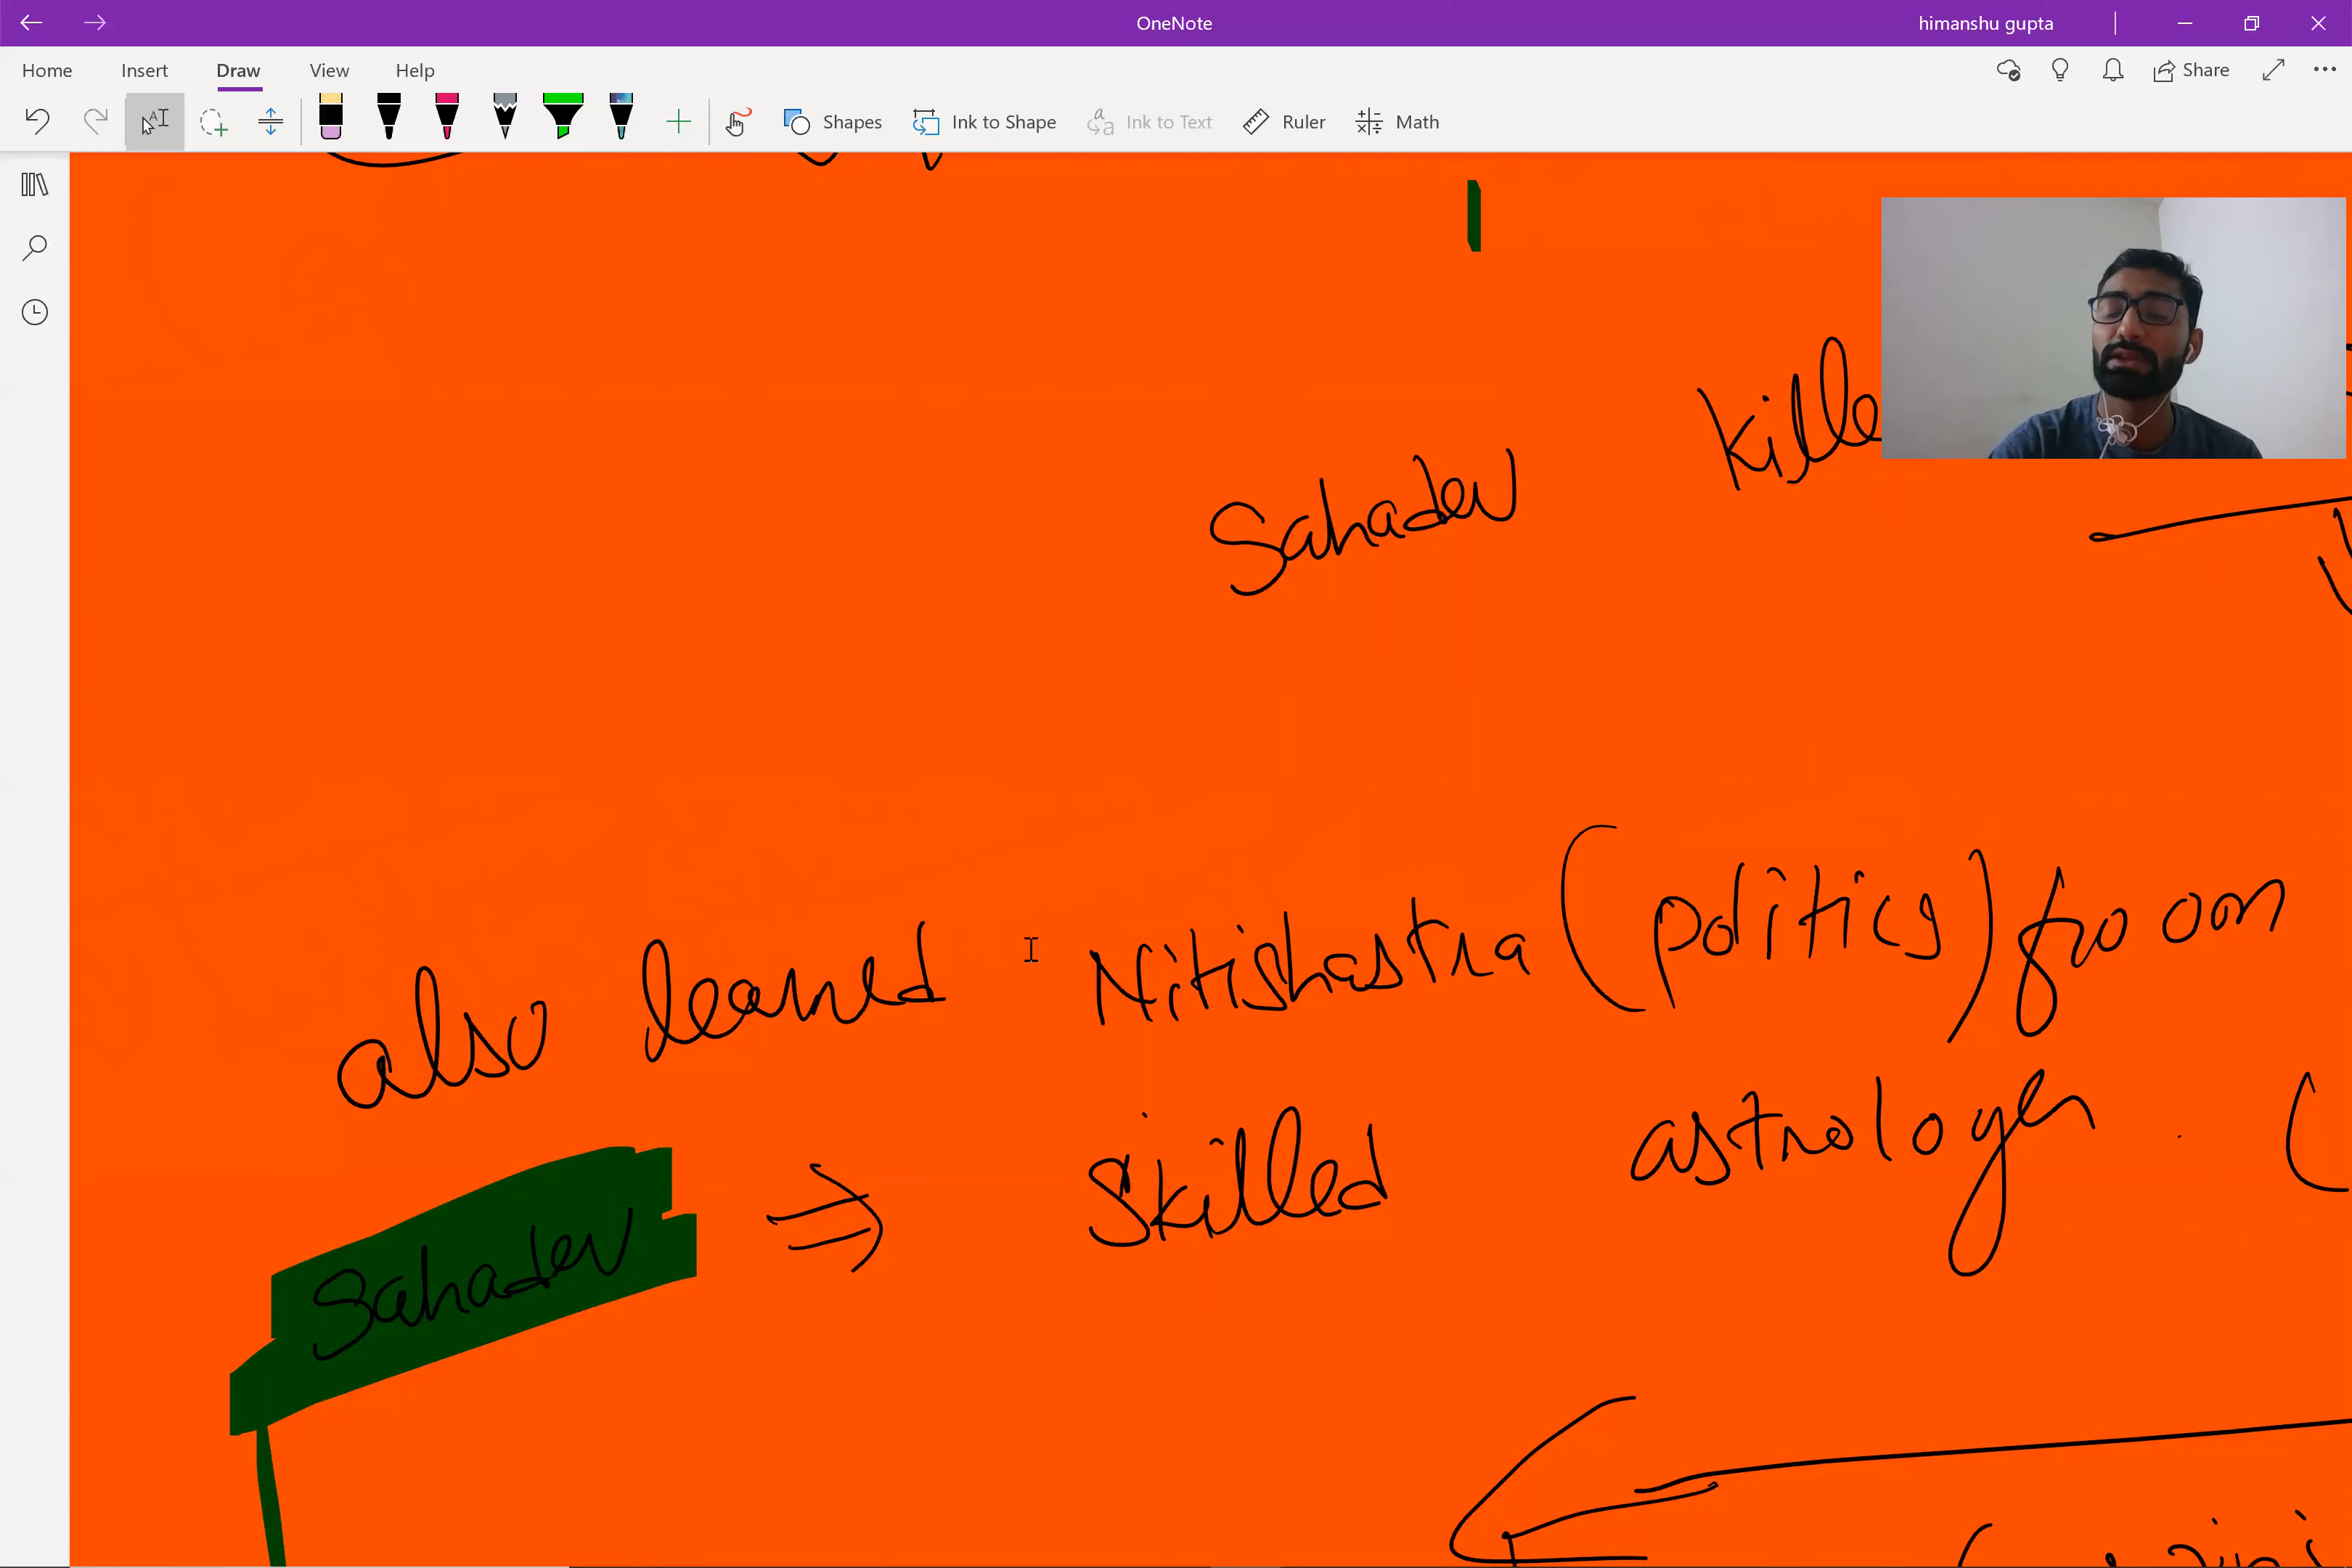 OneNote
himanshu gupta
Home Insert Draw View Help
Share
Shapes Ink to Shape Ink to Text Ruler Math
Sahadev Kille
also learned Nitishastra (politics) from
Sahadev ⇒ Skilled astrologer . (